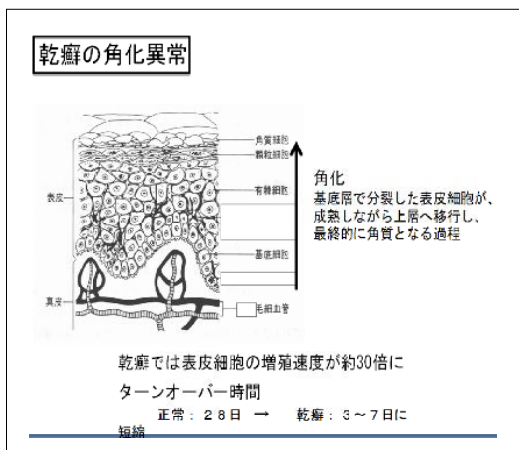 乾癬の角化異常
角質細胞
顆粒細胞
有棘細胞
表皮
基底細胞
真皮
毛細血管
角化
基底層で分裂した表皮細胞が、
成熟しながら上層へ移行し、
最終的に角質となる過程
乾癬では表皮細胞の増殖速度が約30倍に
ターンオーバー時間
正常：２８日 → 乾癬：３～７日に
短縮